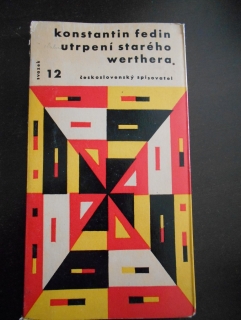 konstantin fedin
utrpení starého
werthera.
svazek
12
československý spisovatel